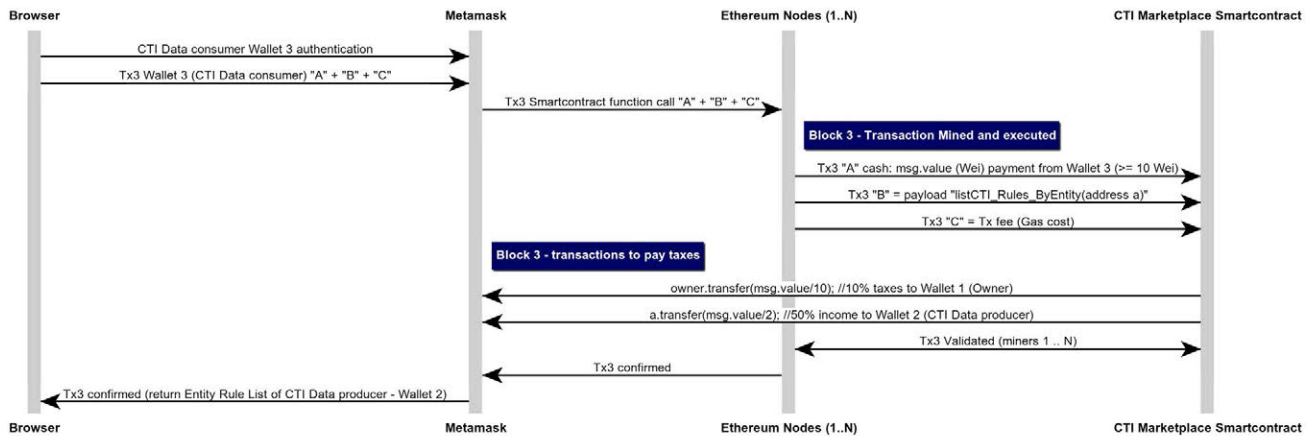 Browser
Metamask
Ethereum Nodes (1..N)
CTI Marketplace Smartcontract
CTI Data consumer Wallet 3 authentication
Tx3 Wallet 3 (CTI Data consumer) "A" + "B" + "C"
Tx3 Smartcontract function call "A" + "B" + "C"
Block 3 - Transaction Mined and executed
Tx3 "A" cash: msg.value (Wei) payment from Wallet 3 (>= 10 Wei)
Tx3 "B" = payload "listCTI_Rules_ByEntity(address a)"
Tx3 "C" = Tx fee (Gas cost)
Block 3 - transactions to pay taxes
owner.transfer(msg.value/10); //10% taxes to Wallet 1 (Owner)
a.transfer(msg.value/2); //50% income to Wallet 2 (CTI Data producer)
Tx3 Validated (miners 1 .. N)
Tx3 confirmed
Tx3 confirmed (return Entity Rule List of CTI Data producer - Wallet 2)
Browser
Metamask
Ethereum Nodes (1..N)
CTI Marketplace Smartcontract